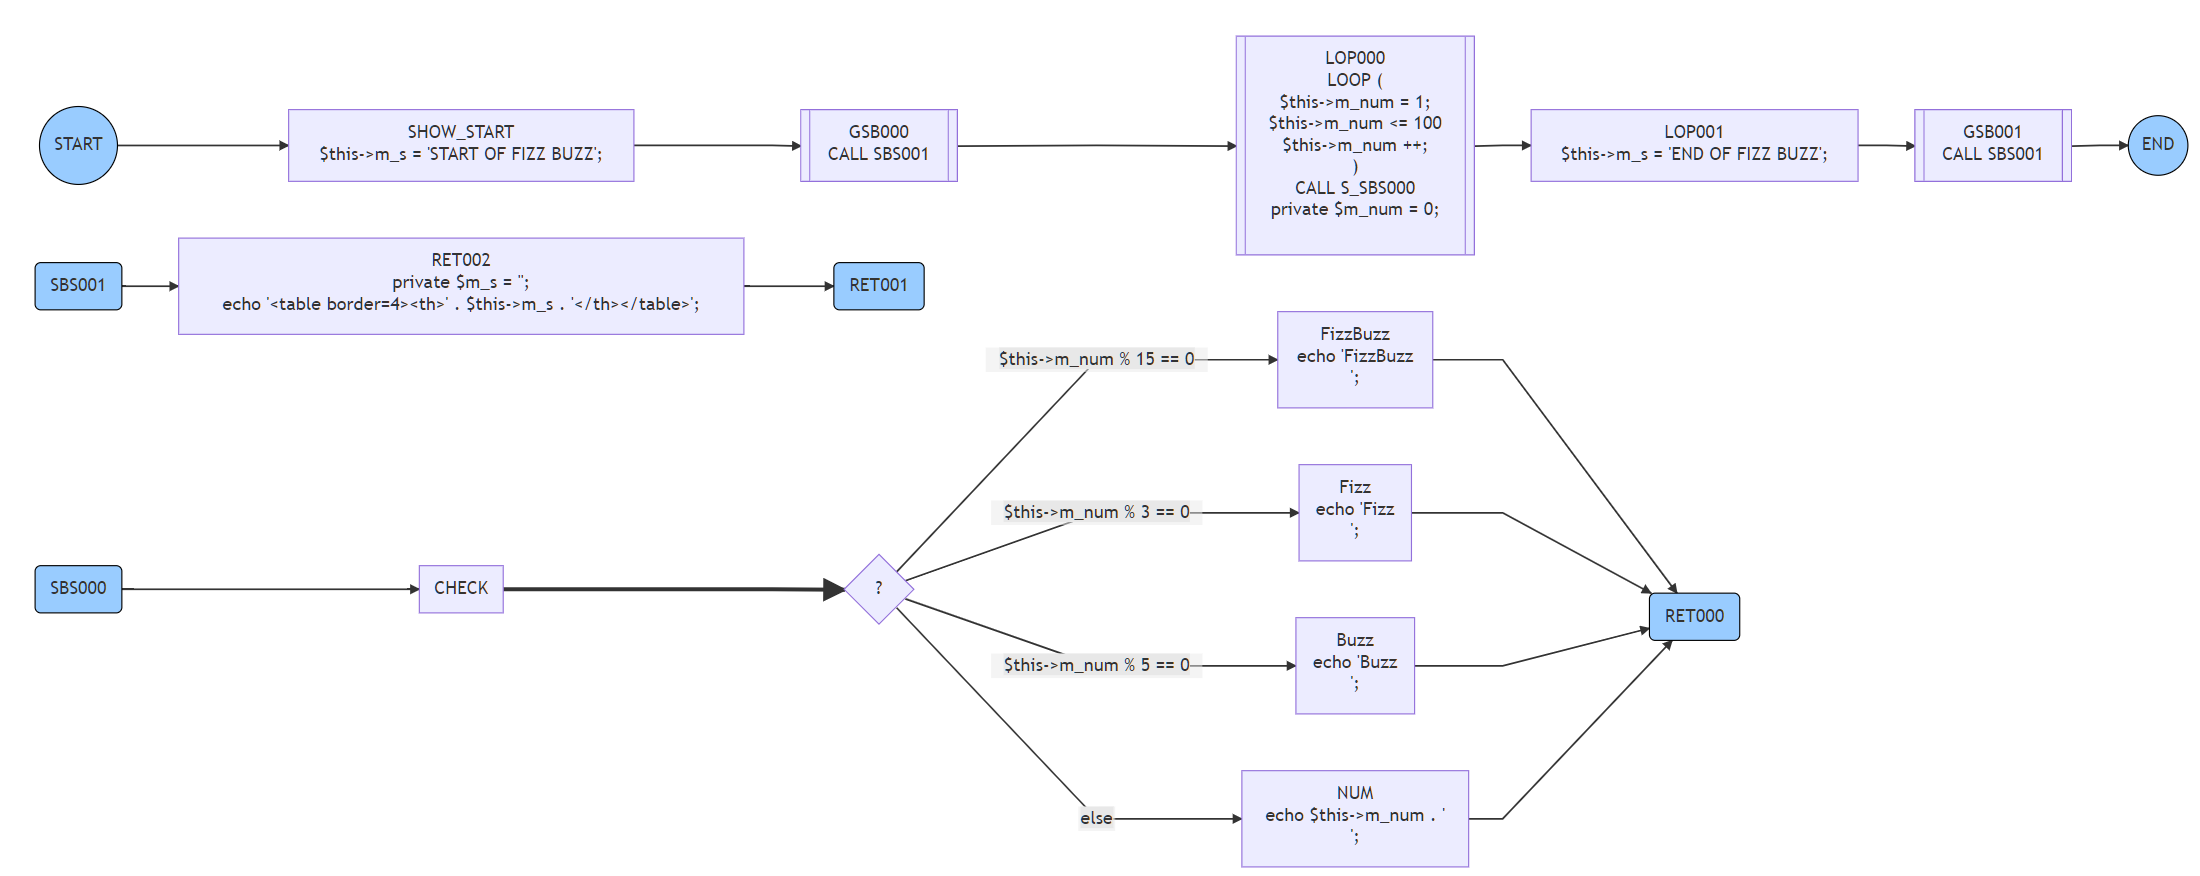 START
SHOW_START
$this->m_s = 'START OF FIZZ BUZZ';
GSB000
CALL SBS001
LOP000
LOOP (
$this->m_num = 1;
$this->m_num <= 100
$this->m_num ++;
)
CALL S_SBS000
private $m_num = 0;
LOP001
$this->m_s = 'END OF FIZZ BUZZ';
GSB001
CALL SBS001
END
SBS001
RET002
private $m_s = '';
echo '<table border=4><th>' . $this->m_s . '</th></table>';
RET001
SBS000
CHECK
?
$this->m_num % 15 == 0
FizzBuzz
echo 'FizzBuzz
';
$this->m_num % 3 == 0
Fizz
echo 'Fizz
';
$this->m_num % 5 == 0
Buzz
echo 'Buzz
';
else
NUM
echo $this->m_num . '
';
RET000